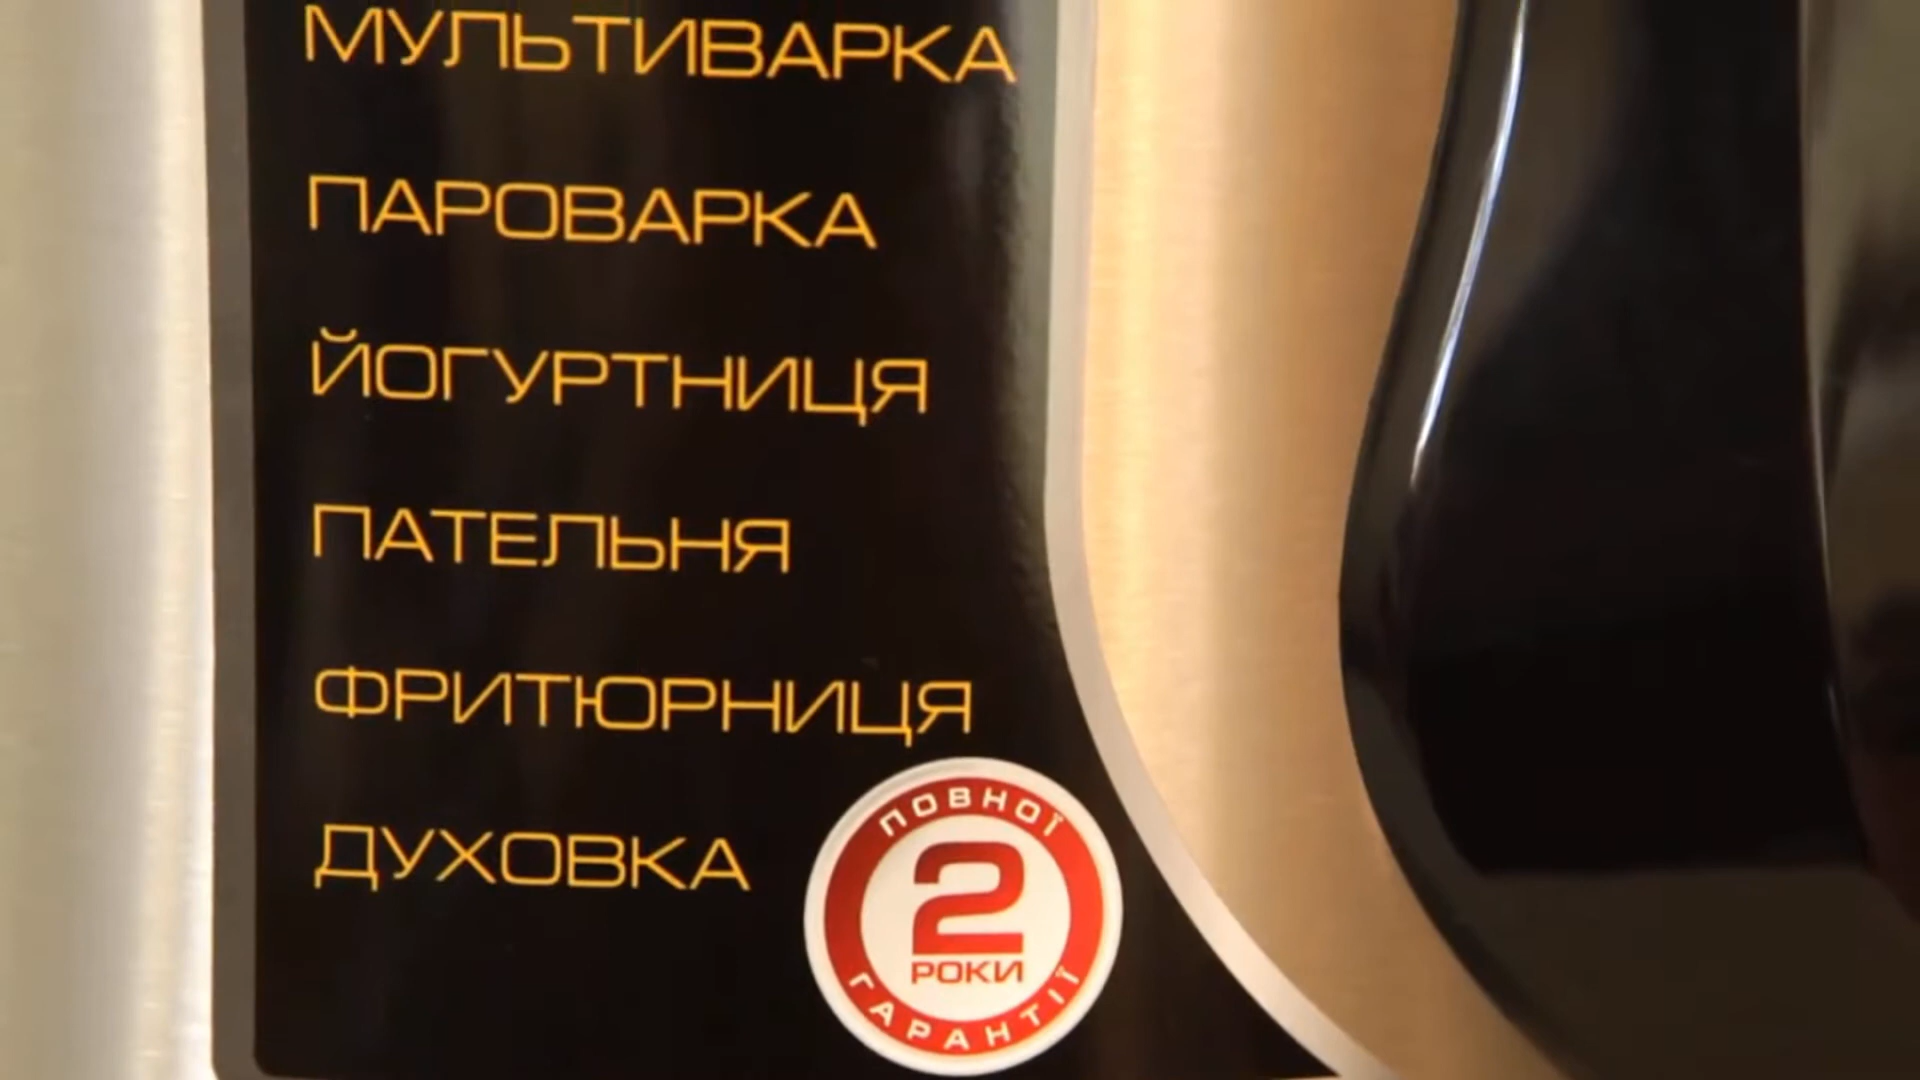 МУЛЬТИВАРКА
ПАРОВАРКА
ЙОГУРТНИЦЯ
ПАТЕЛЬНЯ
ФРИТЮРНИЦЯ
ДУХОВКА
ПОВНОЇ
2
РОКИ
ГАРАНТІЇ